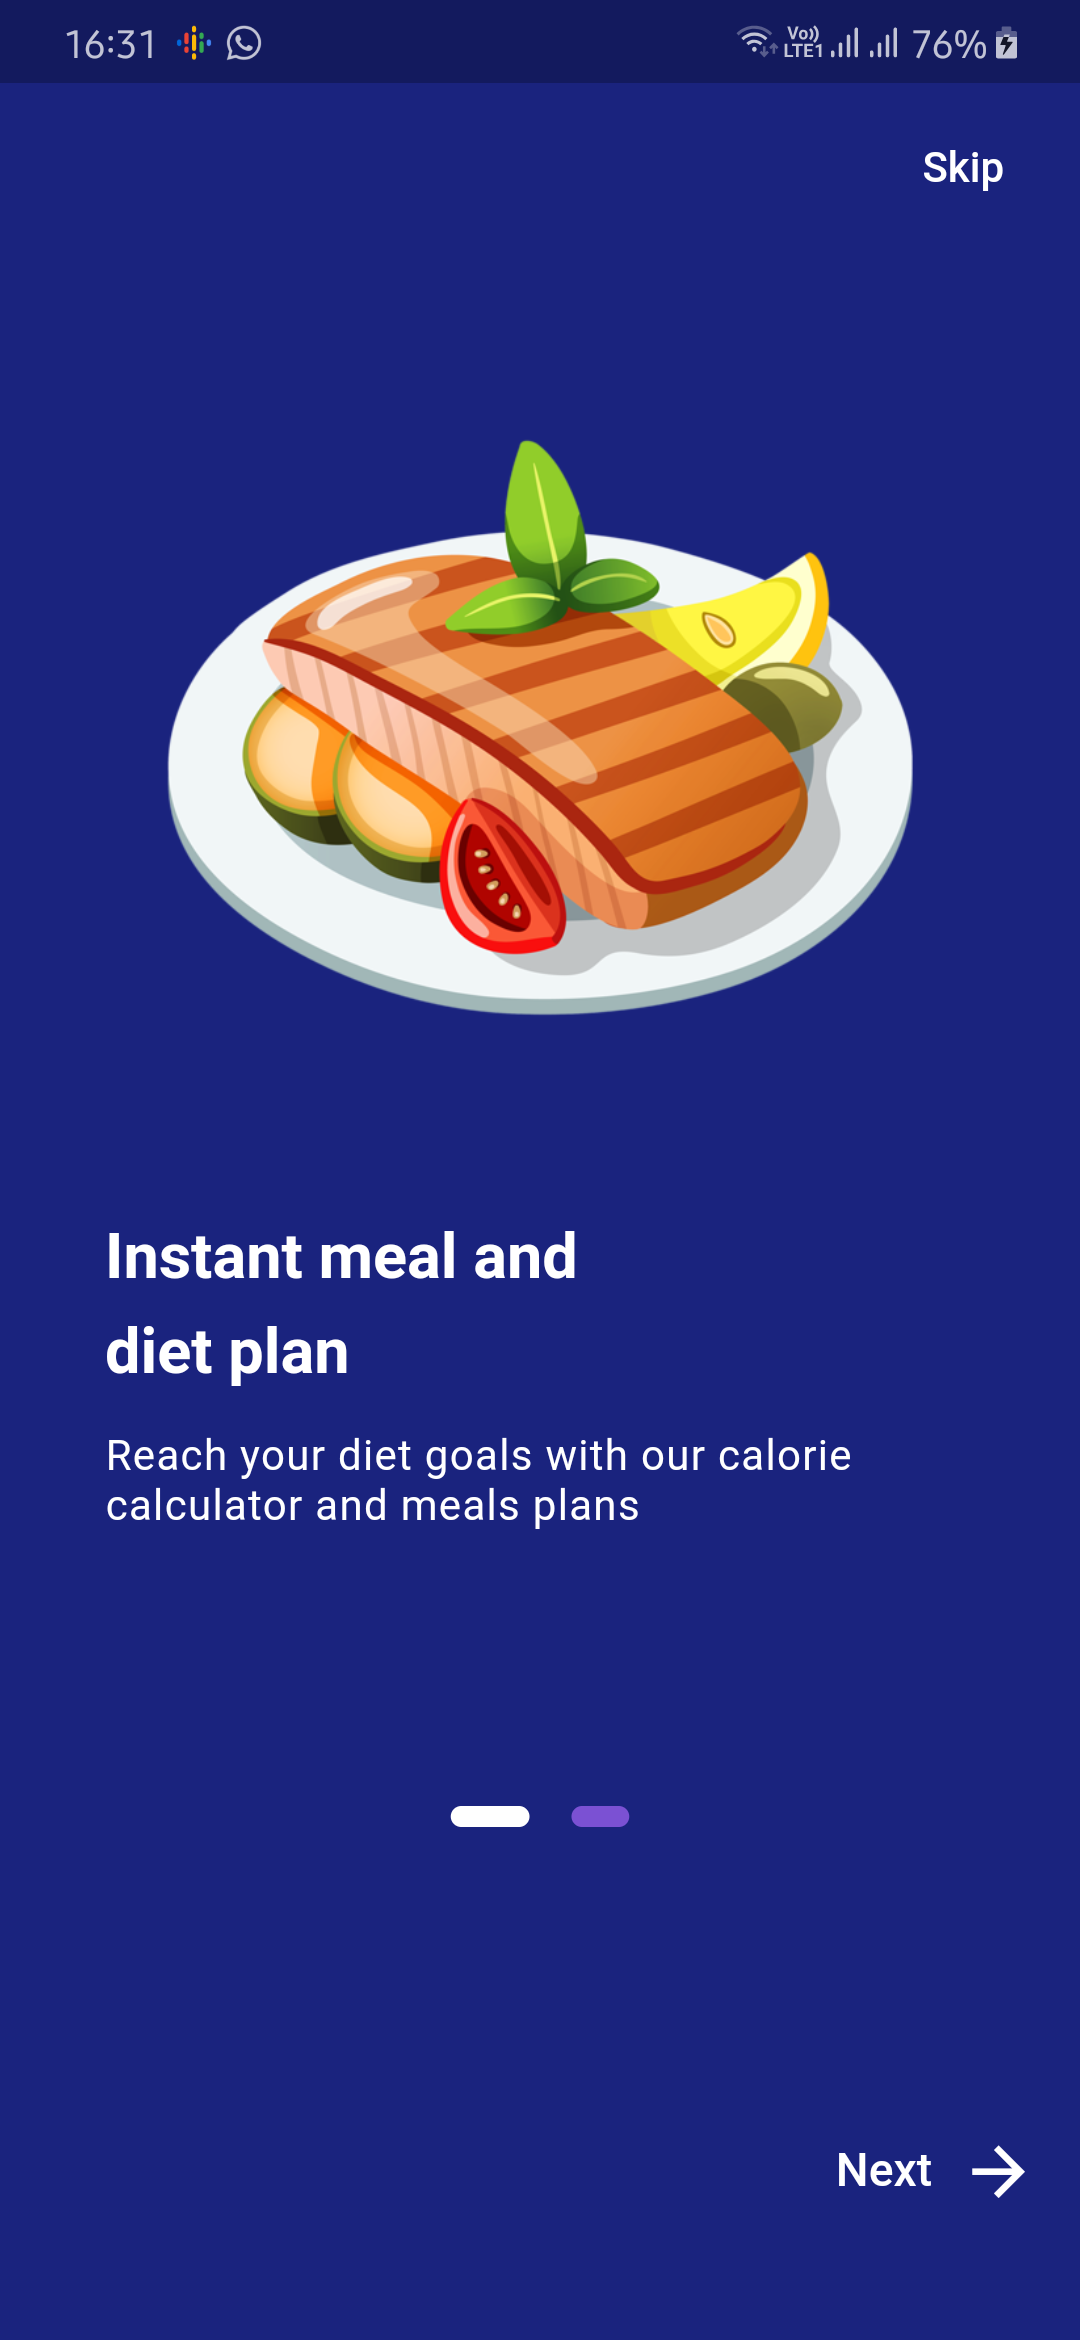 16:31
Vo)) LTE1 76%
Skip
Instant meal and
diet plan
Reach your diet goals with our calorie
calculator and meals plans
Next